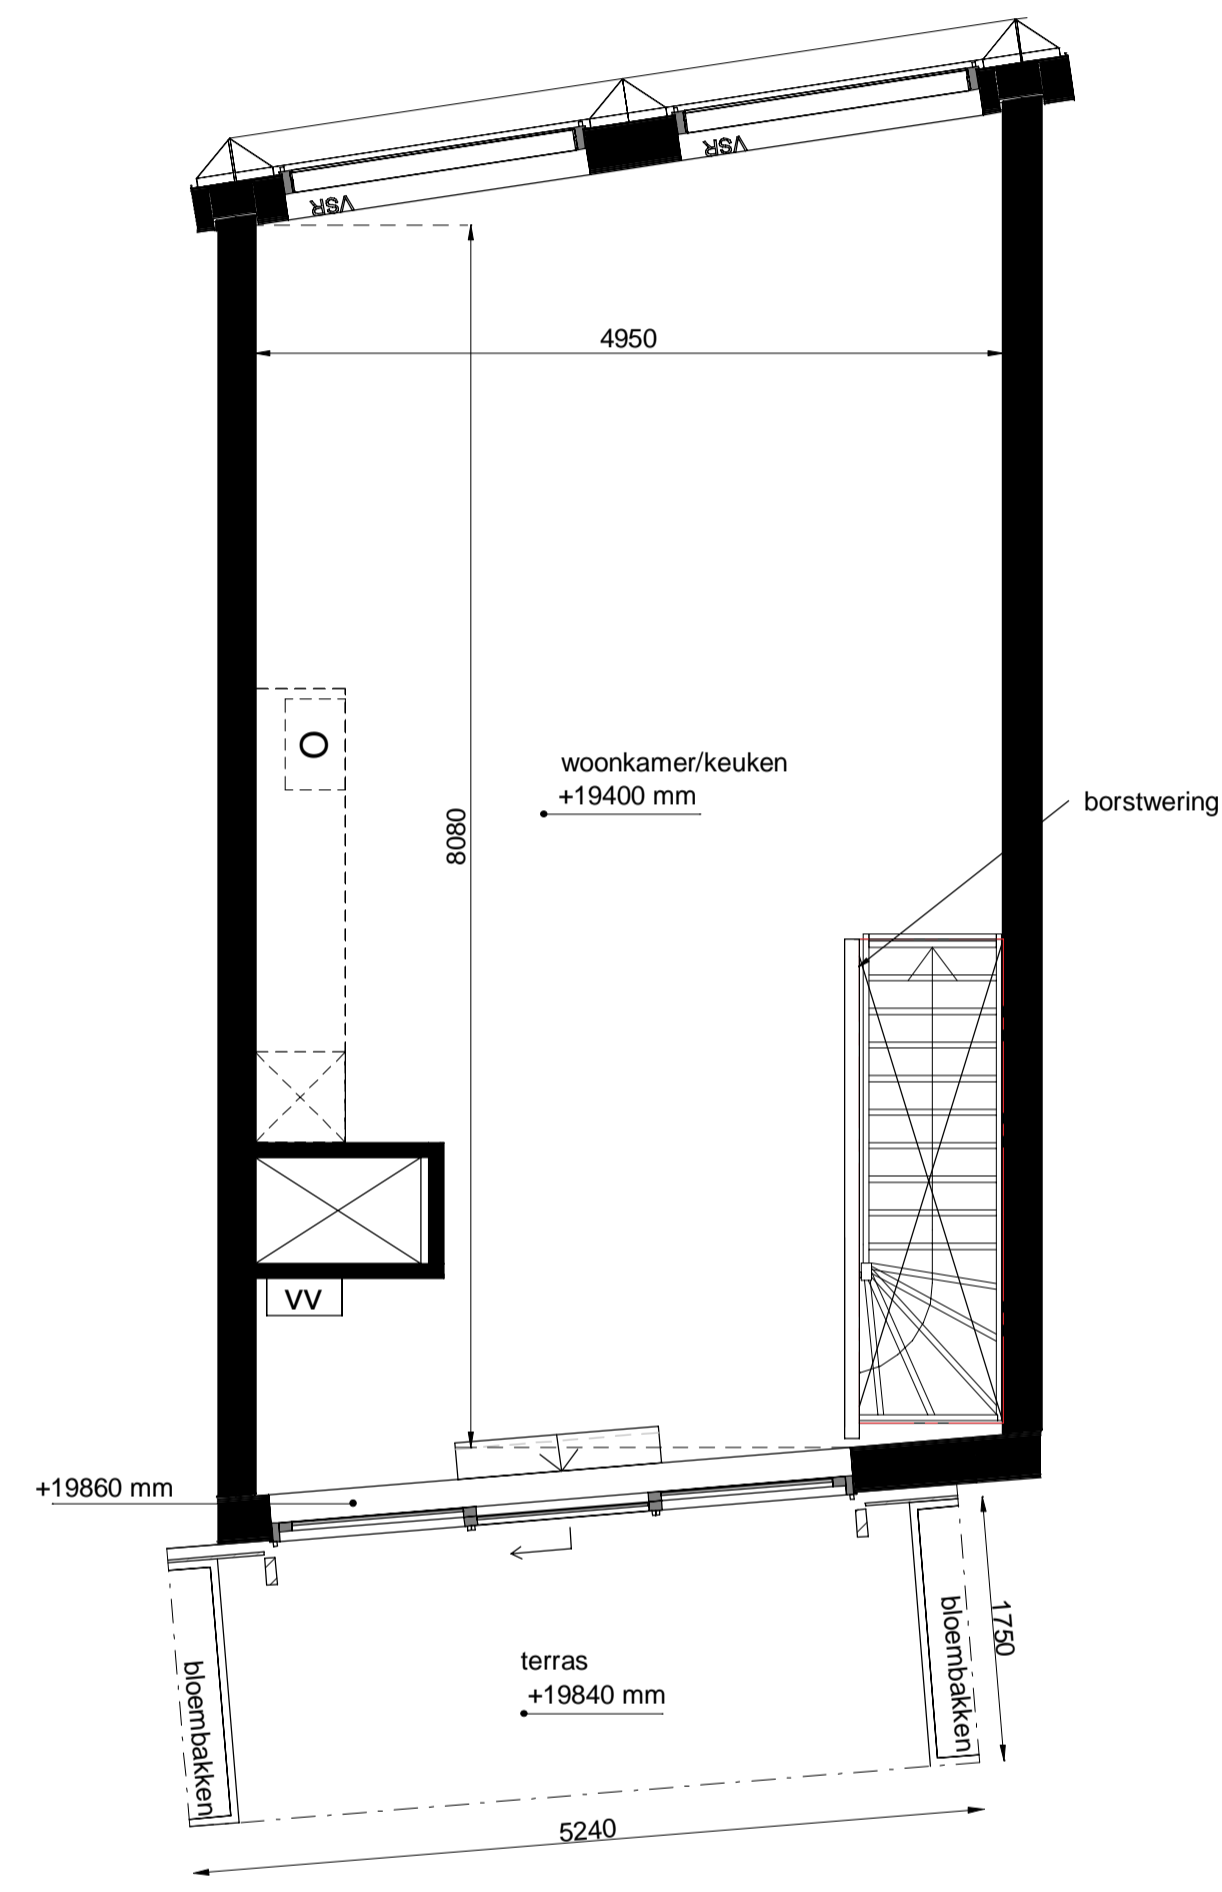 VSR
VSR
4950
O
woonkamer/keuken
+19400 mm
borstwering
8080
VV
+19860 mm
bloembakken
1750
terras
+19840 mm
bloembakken
5240